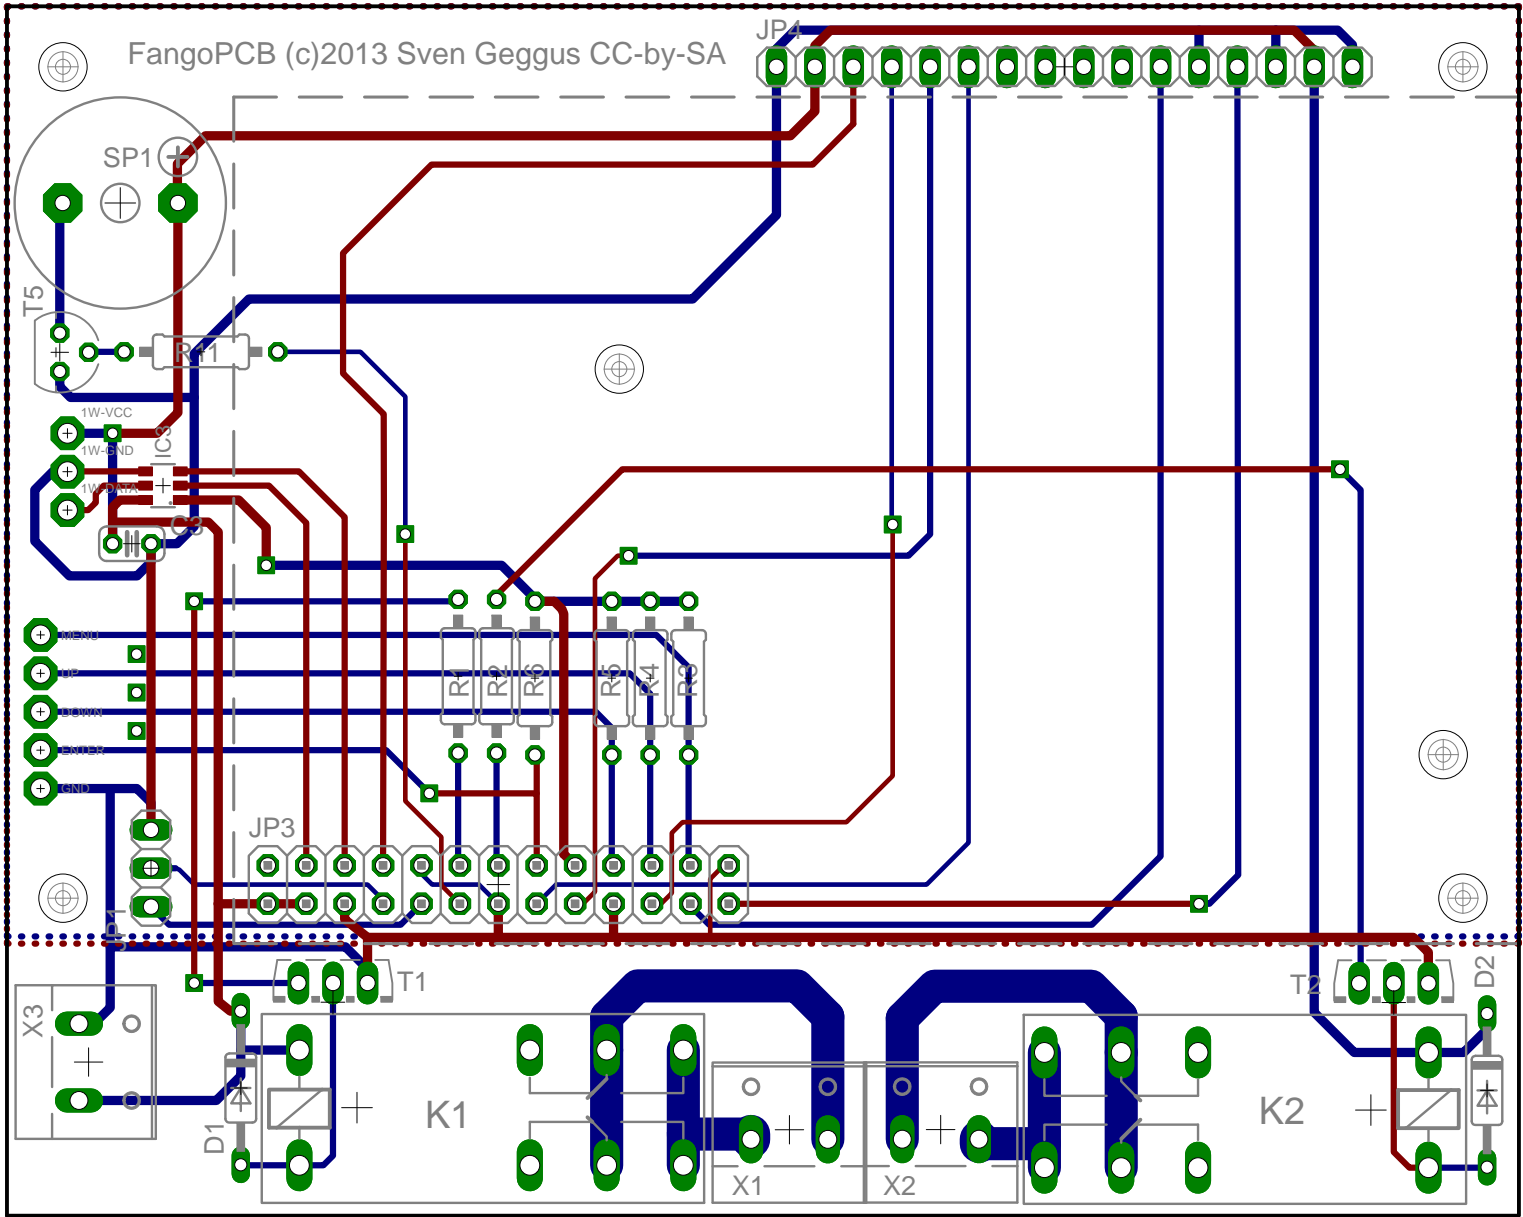 JP4
FangoPCB (c)2013 Sven Geggus CC-by-SA
SP1
T5
R11
1W-VCC
IC3
1W-GND
1W-DATA
C3
MENU
UP
DOWN
ENTER
GND
R1
R2
R6
R5
R4
R3
JP3
JP1
T1
T2
D2
X3
K1
K2
D1
X1
X2